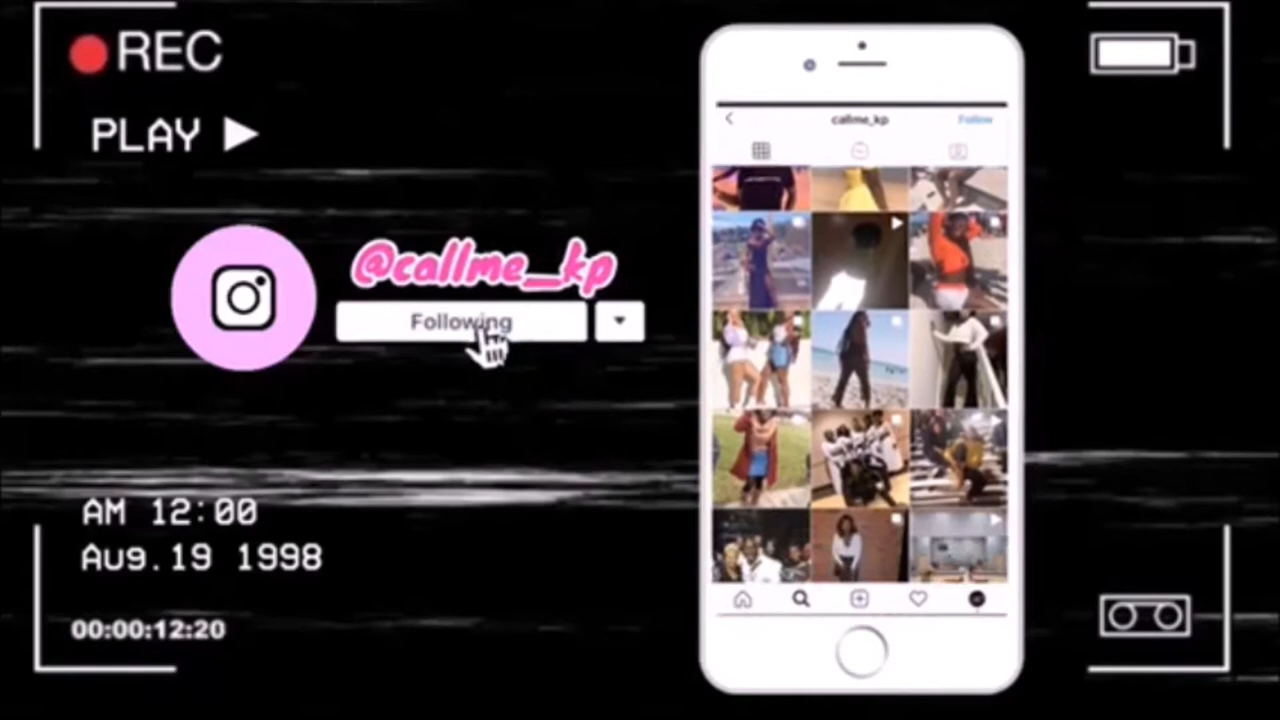 REC
PLAY
@callme_kp
Following
AM 12:00
Aug.19 1998
00:00:12:20
callme_kp
Follow